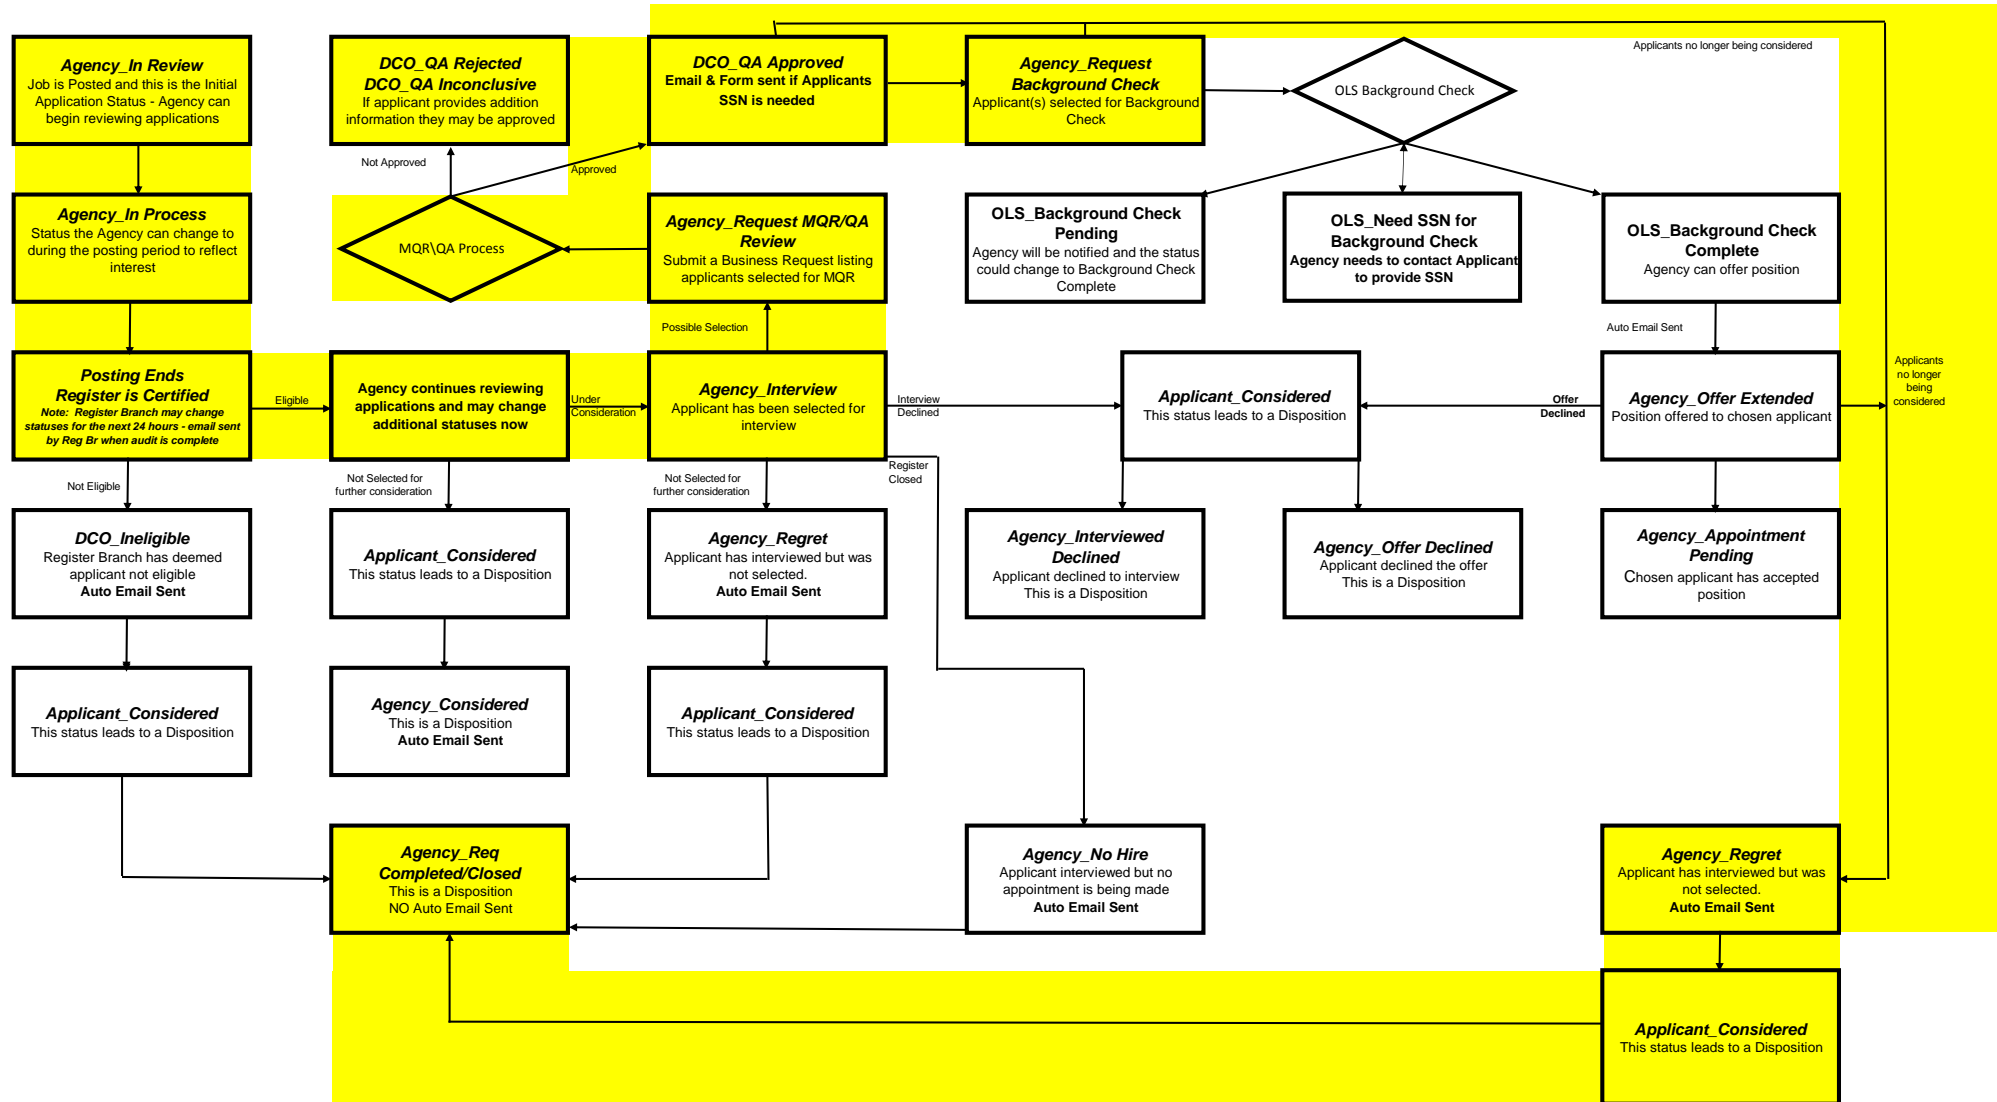 Agency_In Review
Job is Posted and this is the Initial
Application Status - Agency can
begin reviewing applications
DCO_QA Rejected
DCO_QA Inconclusive
If applicant provides addition
information they may be approved
DCO_QA Approved
Email & Form sent if Applicants
SSN is needed
Agency_Request
Background Check
Applicant(s) selected for Background
Check
OLS Background Check
Applicants no longer being considered
Not Approved
Approved
Agency_In Process
Status the Agency can change to
during the posting period to reflect
interest
MQR\QA Process
Agency_Request MQR/QA
Review
Submit a Business Request listing
applicants selected for MQR
OLS_Background Check
Pending
Agency will be notified and the status
could change to Background Check
Complete
OLS_Need SSN for
Background Check
Agency needs to contact Applicant
to provide SSN
OLS_Background Check
Complete
Agency can offer position
Possible Selection
Auto Email Sent
Posting Ends
Register is Certified
Note: Register Branch may change
statuses for the next 24 hours - email sent
by Reg Br when audit is complete
Eligible
Agency continues reviewing
applications and may change
additional statuses now
Under
Consideration
Agency_Interview
Applicant has been selected for
interview
Interview
Declined
Applicant_Considered
This status leads to a Disposition
Offer
Declined
Agency_Offer Extended
Position offered to chosen applicant
Applicants
no longer
being
considered
Not Eligible
Not Selected for
further consideration
Not Selected for
further consideration
Register
Closed
DCO_Ineligible
Register Branch has deemed
applicant not eligible
Auto Email Sent
Applicant_Considered
This status leads to a Disposition
Agency_Regret
Applicant has interviewed but was
not selected.
Auto Email Sent
Agency_Interviewed
Declined
Applicant declined to interview
This is a Disposition
Agency_Offer Declined
Applicant declined the offer
This is a Disposition
Agency_Appointment
Pending
Chosen applicant has accepted
position
Applicant_Considered
This status leads to a Disposition
Agency_Considered
This is a Disposition
Auto Email Sent
Applicant_Considered
This status leads to a Disposition
Agency_Req
Completed/Closed
This is a Disposition
NO Auto Email Sent
Agency_No Hire
Applicant interviewed but no
appointment is being made
Auto Email Sent
Agency_Regret
Applicant has interviewed but was
not selected.
Auto Email Sent
Applicant_Considered
This status leads to a Disposition